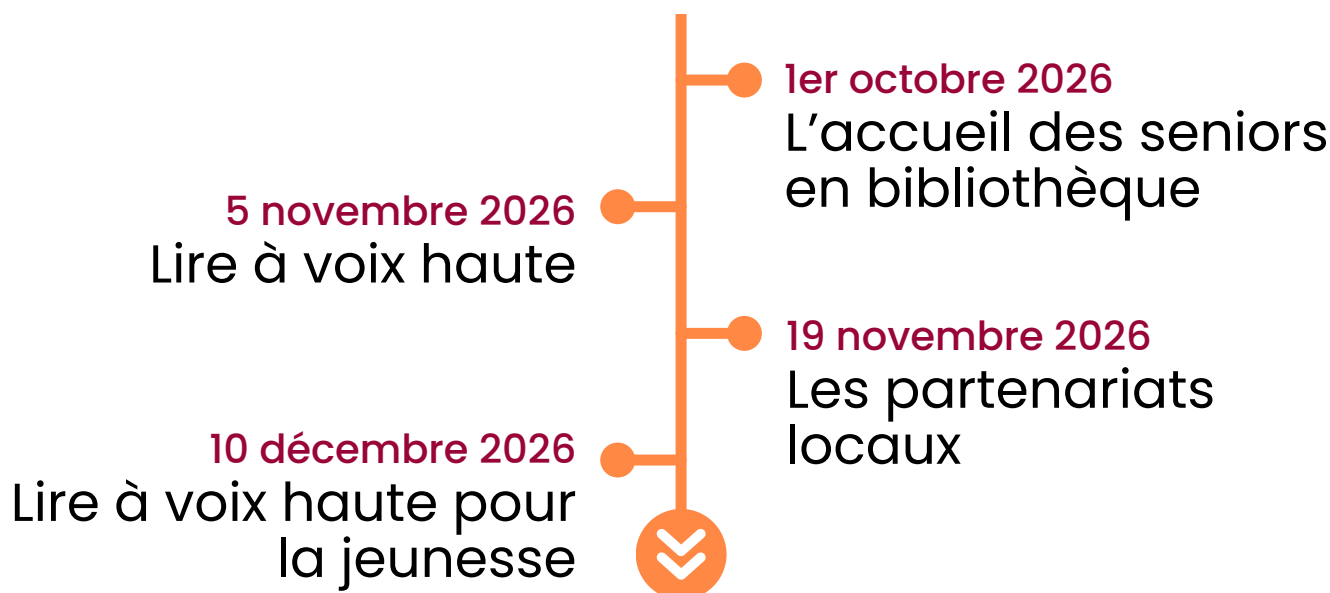 1er octobre 2026
L’accueil des seniors
en bibliothèque
5 novembre 2026
Lire à voix haute
19 novembre 2026
Les partenariats
locaux
10 décembre 2026
Lire à voix haute pour
la jeunesse